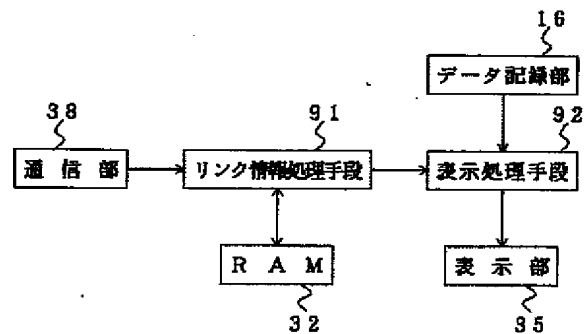 16
データ記録部
38
91
92
通信部
リンク情報処理手段
表示処理手段
RAM
表示部
32
35